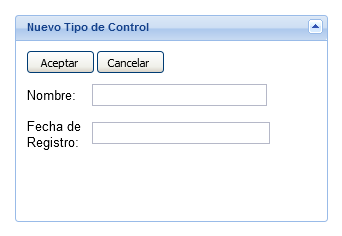 Nuevo Tipo de Control
Aceptar Cancelar
Nombre:
Fecha de
Registro: